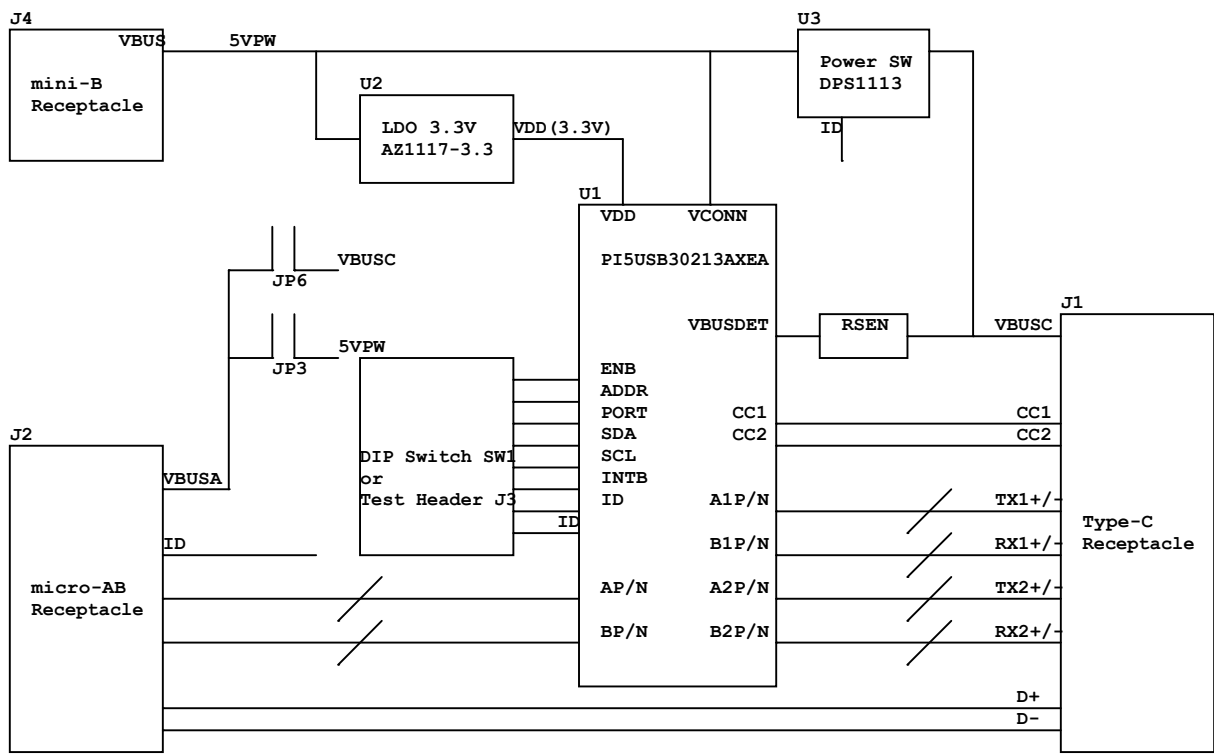 J4
U3
VBUS
5VPW
mini-B
Receptacle
U2
Power SW
DPS1113
LDO 3.3V
AZ1117-3.3
VDD(3.3V)
ID
U1
VDD
VCONN
PI5USB30213AXEA
VBUSC
JP6
J1
VBUSDET
RSEN
VBUSC
5VPW
JP3
ENB
ADDR
PORT
SDA
SCL
INTB
ID
CC1
CC2
CC1
CC2
J2
VBUSA
DIP Switch SW1
or
Test Header J3
ID
A1P/N
TX1+/-
ID
B1P/N
RX1+/-
Type-C
Receptacle
micro-AB
Receptacle
AP/N
A2P/N
TX2+/-
BP/N
B2P/N
RX2+/-
D+
D-